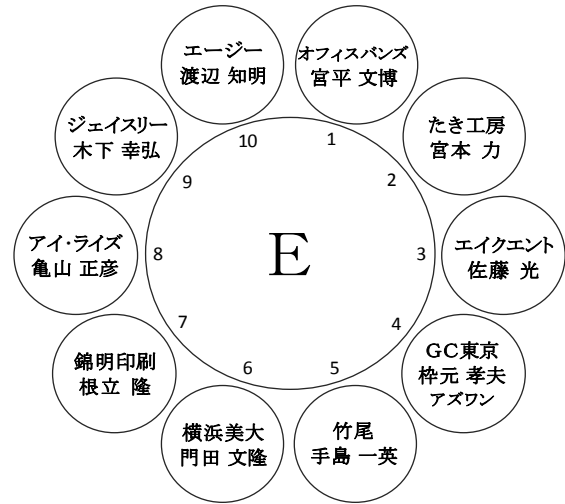 オフィスバンズ
宮平 文博
1
たき工房
宮本 力
2
エイクエント
佐藤 光
3
GC東京
枠元 孝夫
アズワン
4
竹尾
手島 一英
5
横浜美大
門田 文隆
6
錦明印刷
根立 隆
7
アイ・ライズ
亀山 正彦
8
ジェイスリー
木下 幸弘
9
エージー
渡辺 知明
10
E